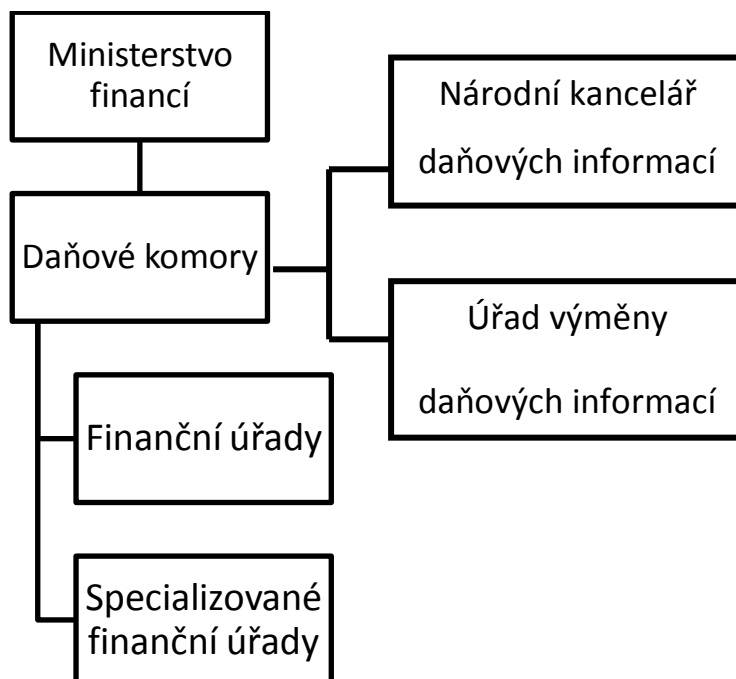 Ministerstvo
financí
Daňové komory
Finanční úřady
Specializované
finanční úřady
Národní kancelář
daňových informací
Úřad výměny
daňových informací